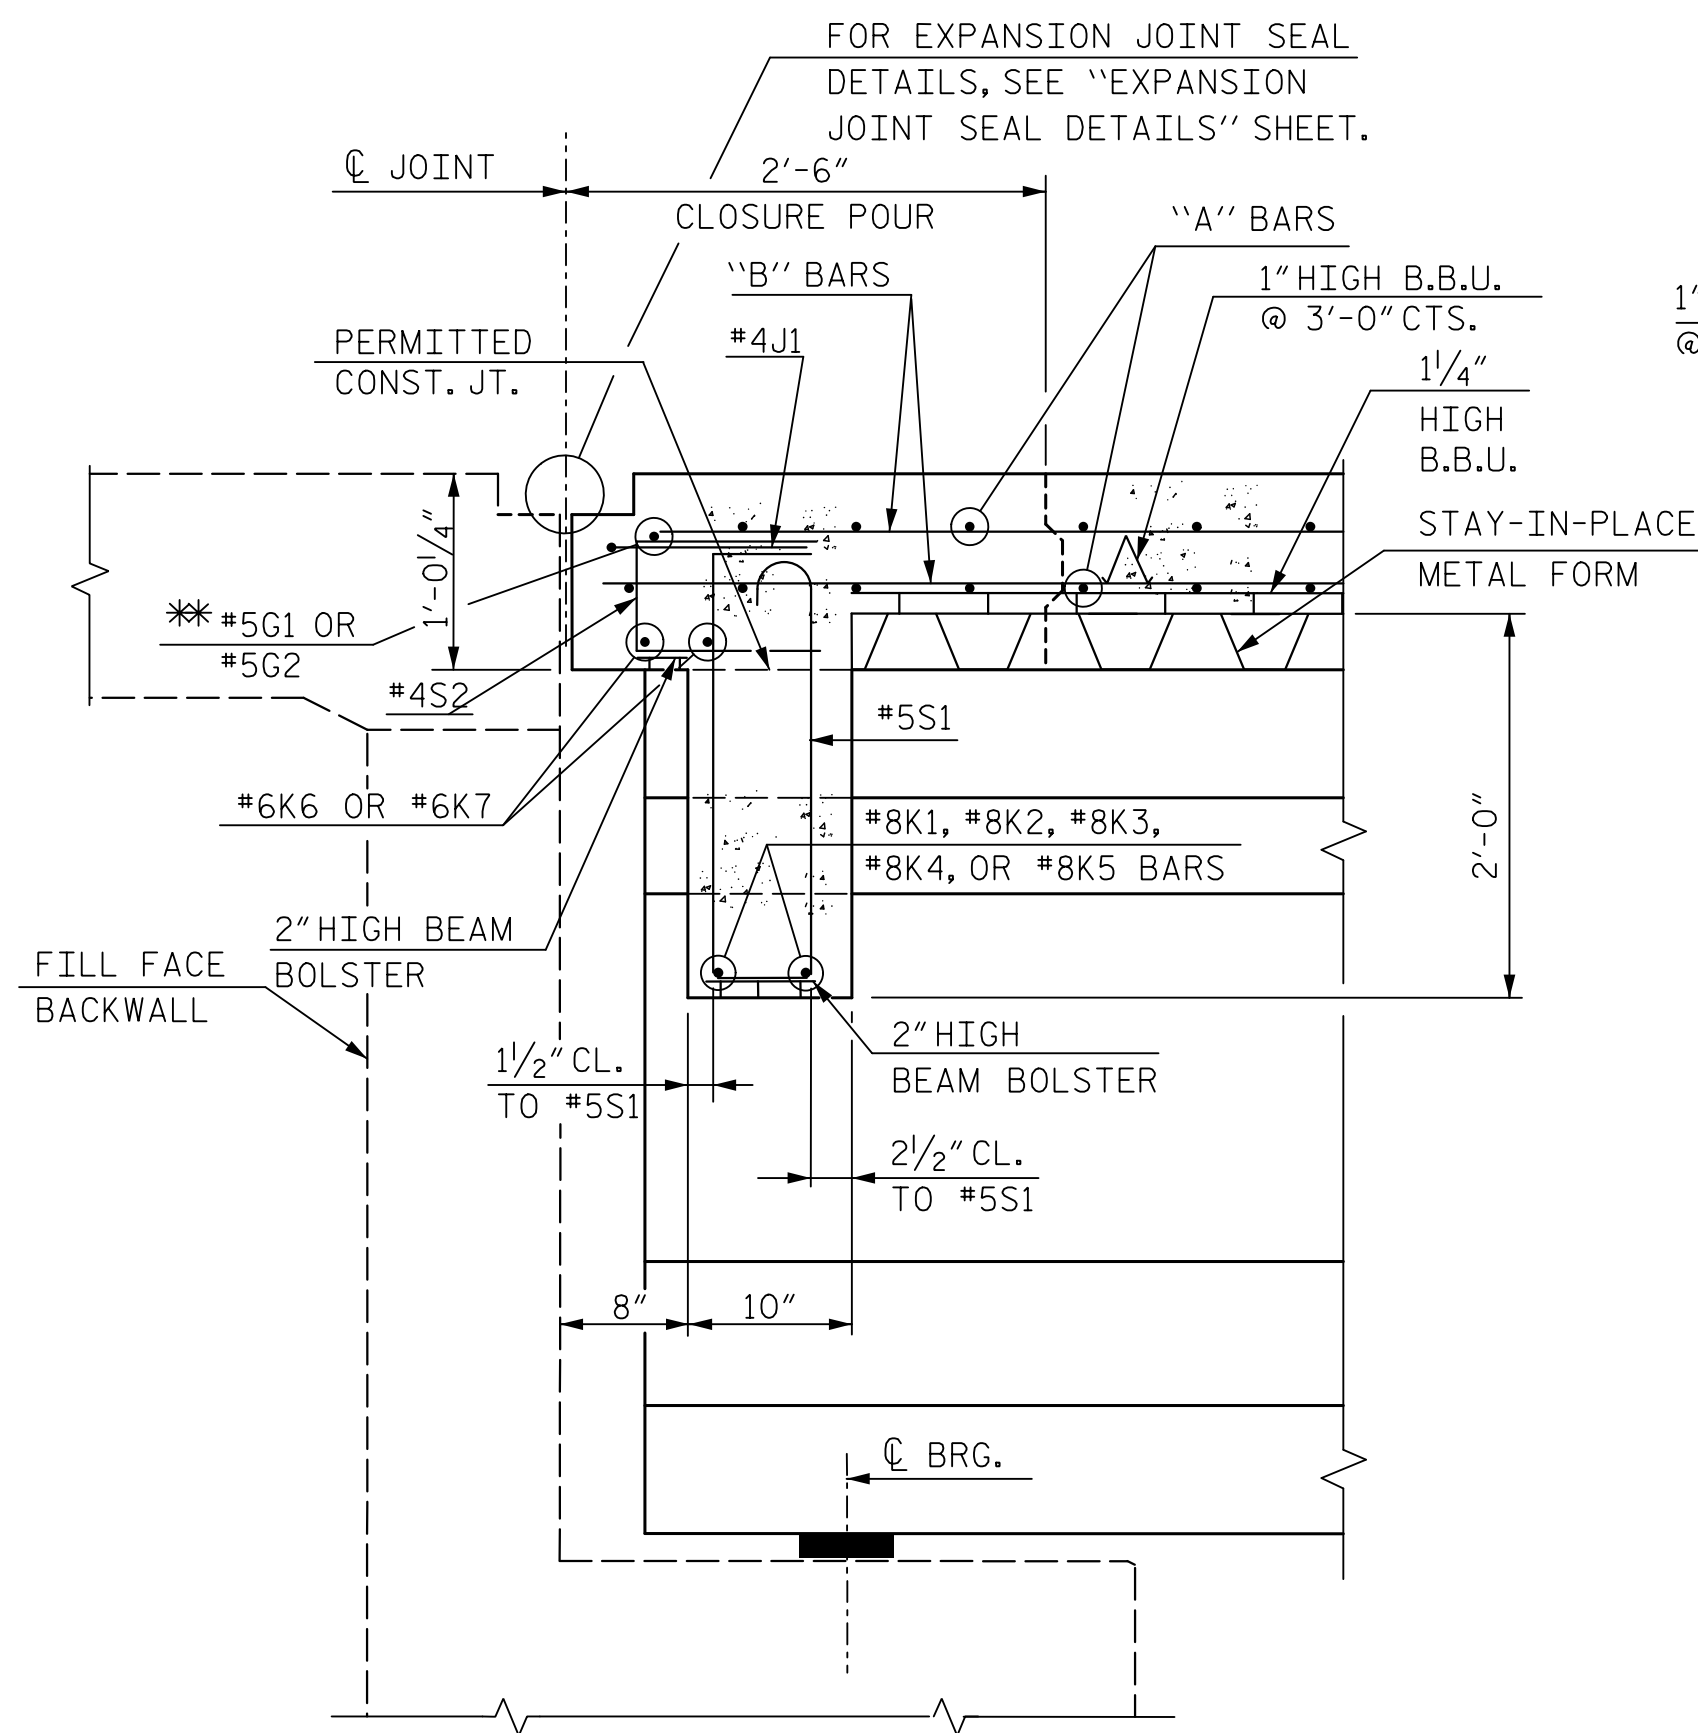 FOR EXPANSION JOINT SEAL
DETAILS, SEE ‵‵EXPANSION
JOINT SEAL DETAILS′′ SHEET.
℄ JOINT
2′-6″
CLOSURE POUR
‵‵A′′ BARS
‵‵B′′ BARS
1″ HIGH B.B.U.
@ 3′-0″ CTS.
1″
@
#4J1
PERMITTED
CONST. JT.
1¼″
HIGH
B.B.U.
STAY-IN-PLACE
METAL FORM
1′-0¼″
** #5G1 OR
#5G2
#4S2
#5S1
#6K6 OR #6K7
#8K1, #8K2, #8K3,
#8K4, OR #8K5 BARS
2′-0″
2″ HIGH BEAM
BOLSTER
FILL FACE
BACKWALL
2″ HIGH
BEAM BOLSTER
1½″ CL.
TO #5S1
2½″ CL.
TO #5S1
8″
10″
℄ BRG.